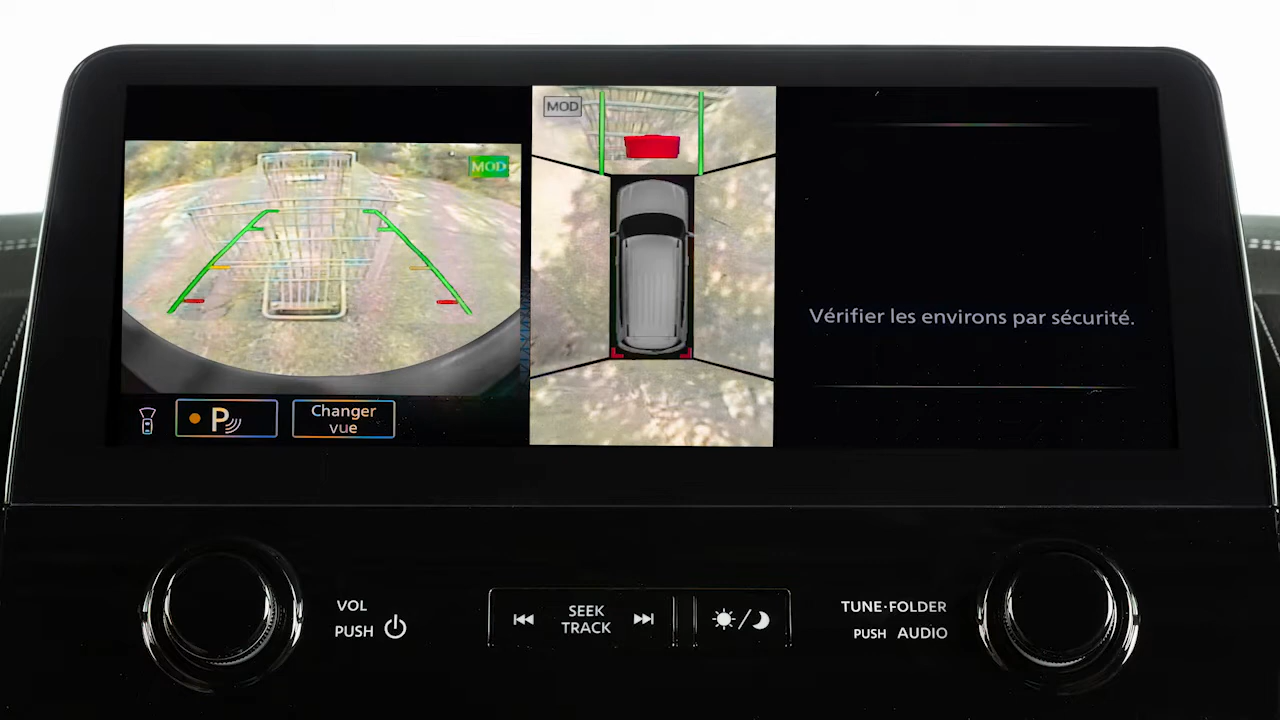 MOD
MOD
Vérifier les environs par sécurité.
P
Changer
vue
VOL
PUSH
SEEK
TRACK
TUNE·FOLDER
PUSH AUDIO